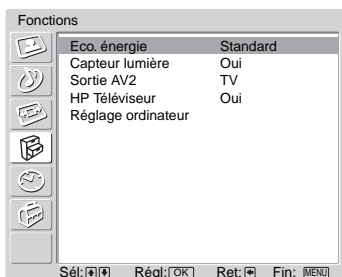 Fonctions
Eco. énergie Standard
Capteur lumière Oui
Sortie AV2 TV
HP Téléviseur Oui
Réglage ordinateur
Sél: Régl: OK Ret: Fin: MENU